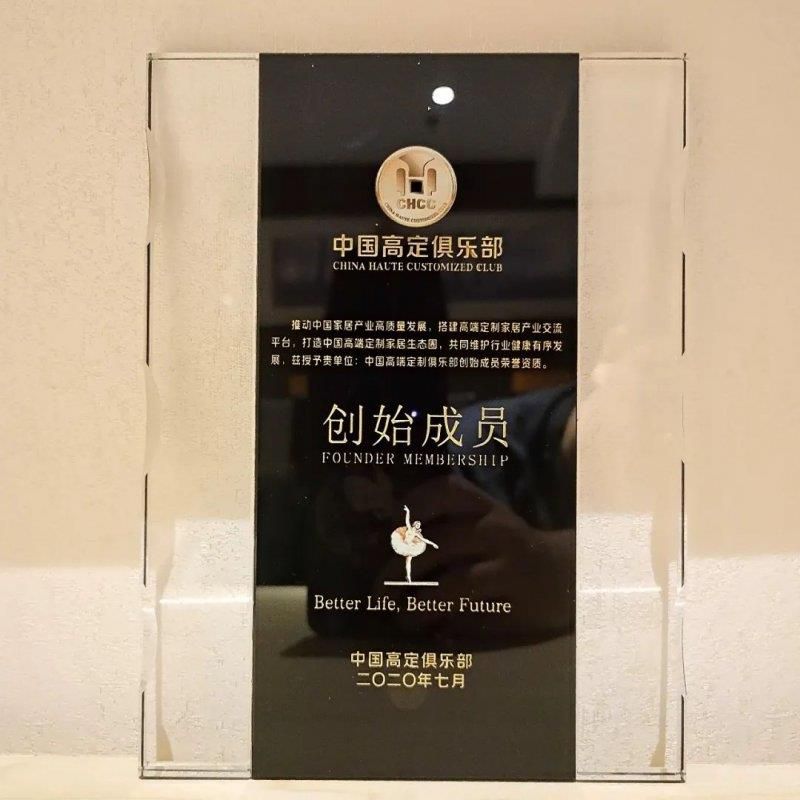 CHCC
CHINA HAUTE CUSTOMIZED CLUB
中国高定俱乐部
CHINA HAUTE CUSTOMIZED CLUB
推动中国家居产业高质量发展，搭建高端定制家居产业交流
平台，打造中国高端定制家居生态圈，共同维护行业健康有序发
展，兹授予贵单位：中国高端定制俱乐部创始成员荣誉资质。
创始成员
FOUNDER MEMBERSHIP
Better Life, Better Future
中国高定俱乐部
二〇二〇年七月